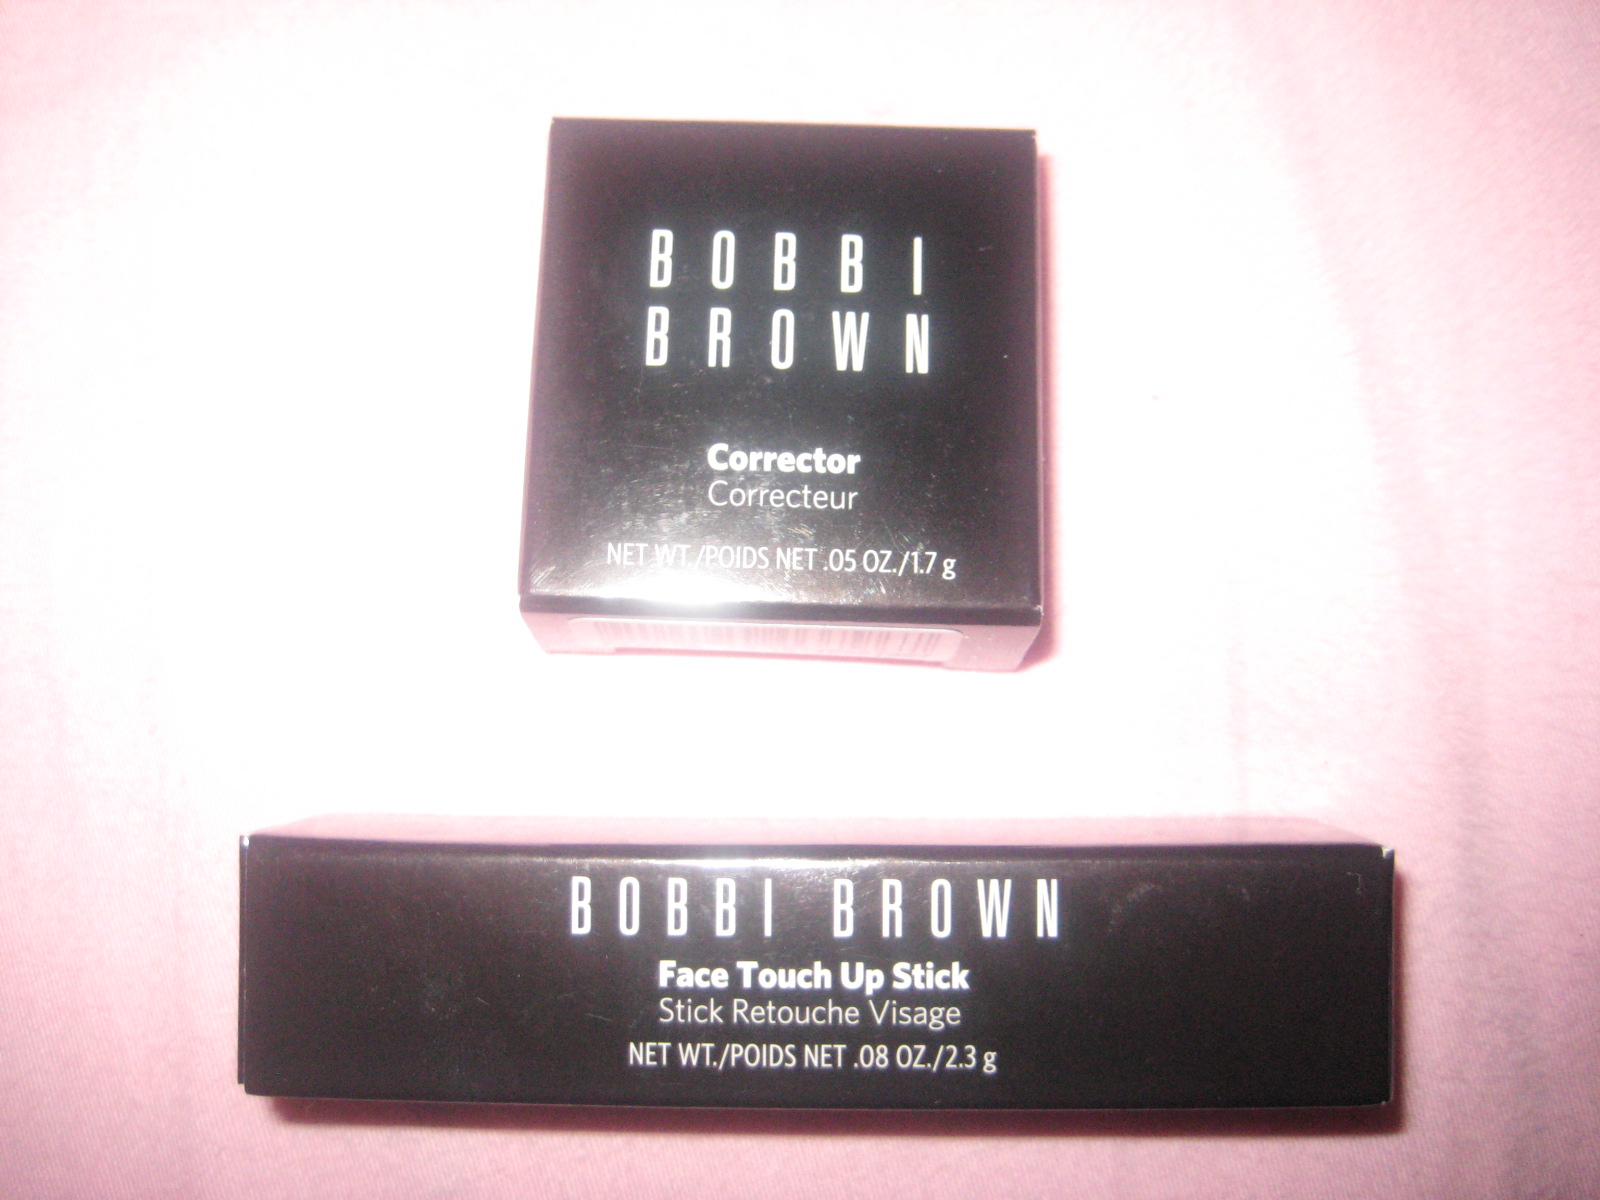 BOBBI
BROWN
Corrector
Correcteur
NET WT./POIDS NET .05 OZ./1.7 g
BOBBI BROWN
Face Touch Up Stick
Stick Retouche Visage
NET WT./POIDS NET .08 OZ./2.3 g